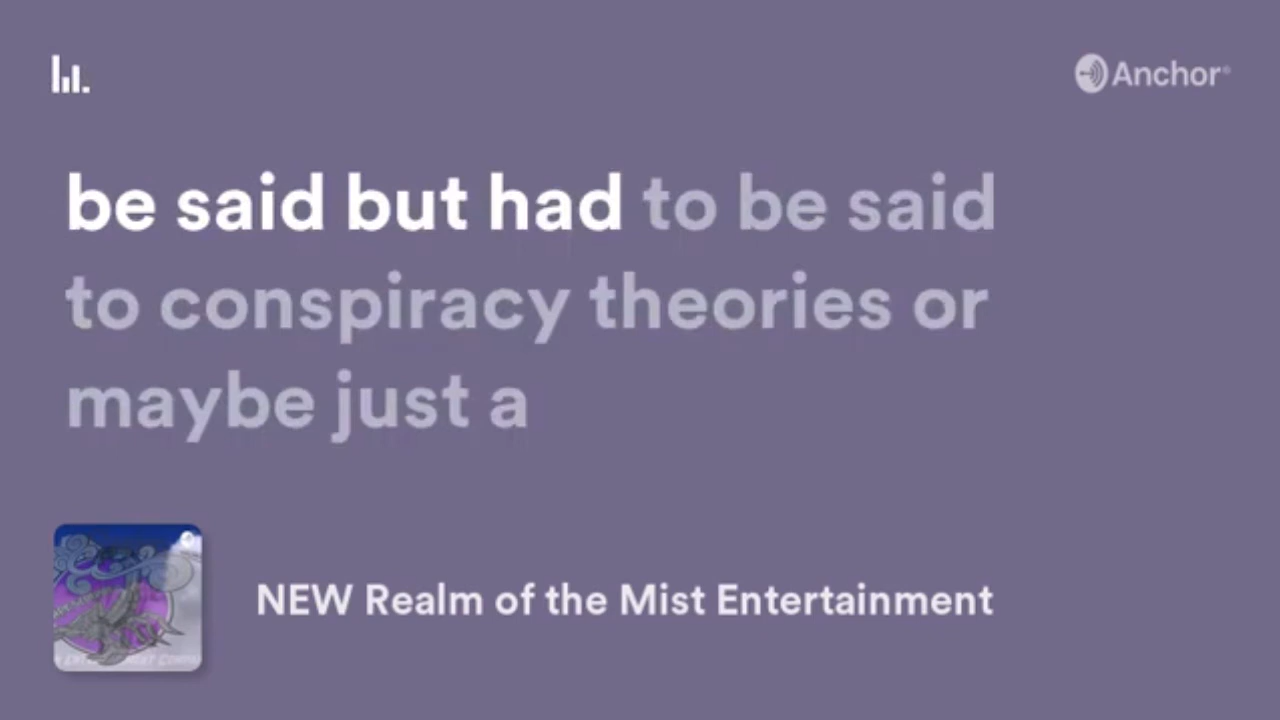 Anchor
be said but had to be said
to conspiracy theories or
maybe just a
NEW Realm of the Mist Entertainment